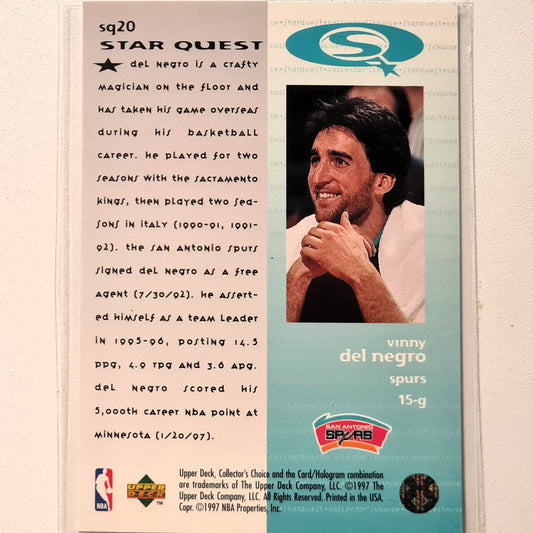 sq20
STAR QUEST
del Negro is a crafty
magician on the floor and
has taken his game overseas
during his basketball
career. He played for two
seasons with the Sacramento
Kings, then played two sea-
sons in Italy (1990-91, 1991-
92). The San Antonio Spurs
signed del Negro as a free
agent (7/30/92). He assert-
ed himself as a team leader
in 1995-96, posting 14.5
ppg, 4.9 rpg and 3.6 apg.
del Negro scored his
5,000th career NBA point at
Minnesota (1/20/97).
SQ
vinny
del negro
spurs
15-g
SAN ANTONIO
SPURS
NBA
UPPER
DECK
TM
Upper Deck, Collector's Choice and the Card/Hologram combination
are trademarks of The Upper Deck Company, LLC. ©1997 The
Upper Deck Company, LLC. All Rights Reserved. Printed in the USA.
Copr. ©1997 NBA Properties, Inc.